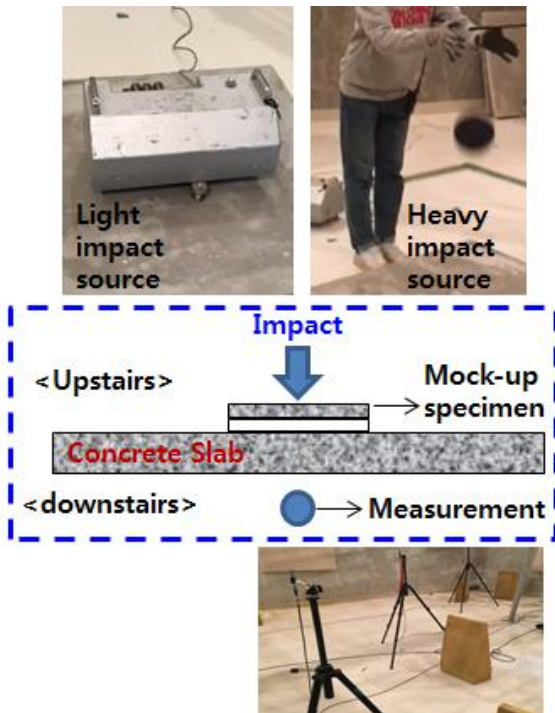 Light
impact
source
Heavy
impact
source
Impact
<Upstairs>
Mock-up
specimen
Concrete Slab
<downstairs>
Measurement